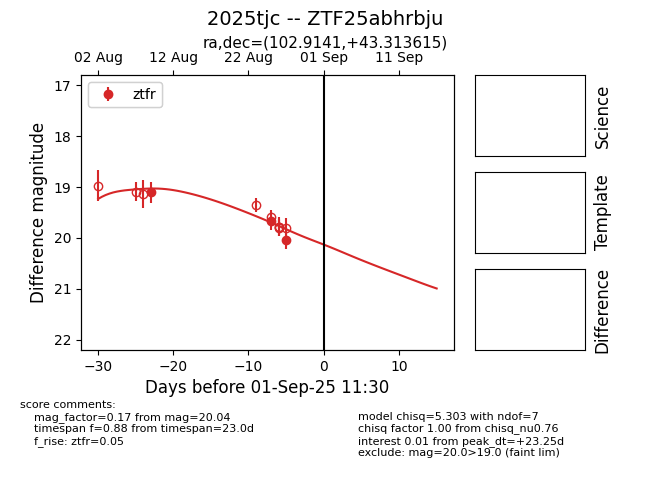 2025tjc -- ZTF25abhrbju
ra,dec=(102.9141,+43.313615)
02 Aug 12 Aug 22 Aug 01 Sep 11 Sep
ztfr
17
18
19
20
21
22
Difference magnitude
−30 −20 −10 0 10
Days before 01-Sep-25 11:30
Science
Template
Difference
score comments:
mag_factor=0.17 from mag=20.04
timespan f=0.88 from timespan=23.0d
f_rise: ztfr=0.05
model chisq=5.303 with ndof=7
chisq factor 1.00 from chisq_nu0.76
interest 0.01 from peak_dt=+23.25d
exclude: mag=20.0>19.0 (faint lim)